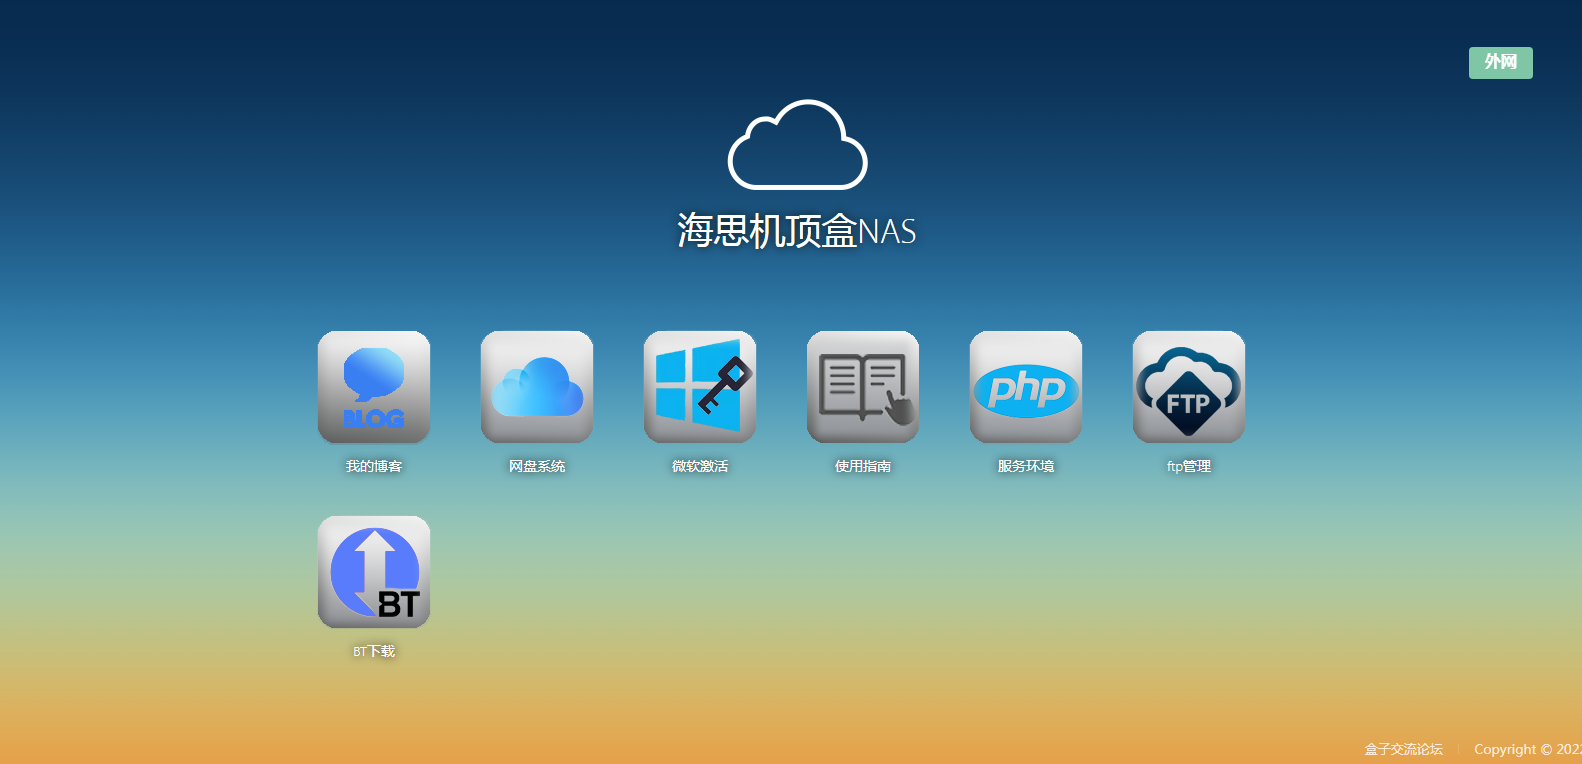 外网
海思机顶盒NAS
BLOG
php
FTP
我的博客
网盘系统
微软激活
使用指南
服务环境
ftp管理
BT
BT下载
盒子交流论坛 | Copyright © 2022